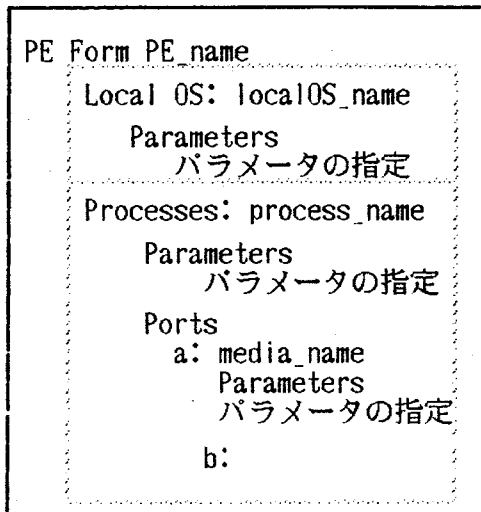 PE Form PE_name
Local OS: localOS_name
Parameters
パラメータの指定
Processes: process_name
Parameters
パラメータの指定
Ports
a: media_name
Parameters
パラメータの指定
b: